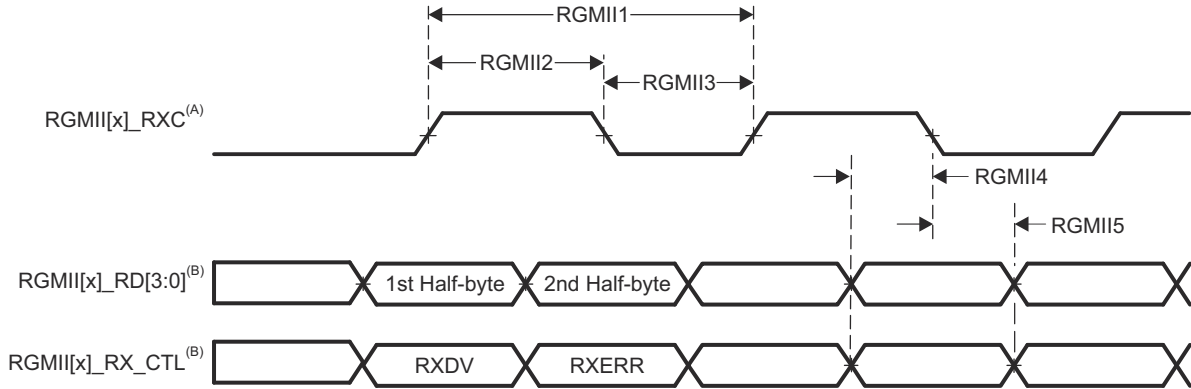 RGMII1
RGMII2
RGMII3
RGMII[x]_RXC(A)
RGMII4
RGMII5
RGMII[x]_RD[3:0](B)
1st Half-byte
2nd Half-byte
RGMII[x]_RX_CTL(B)
RXDV
RXERR